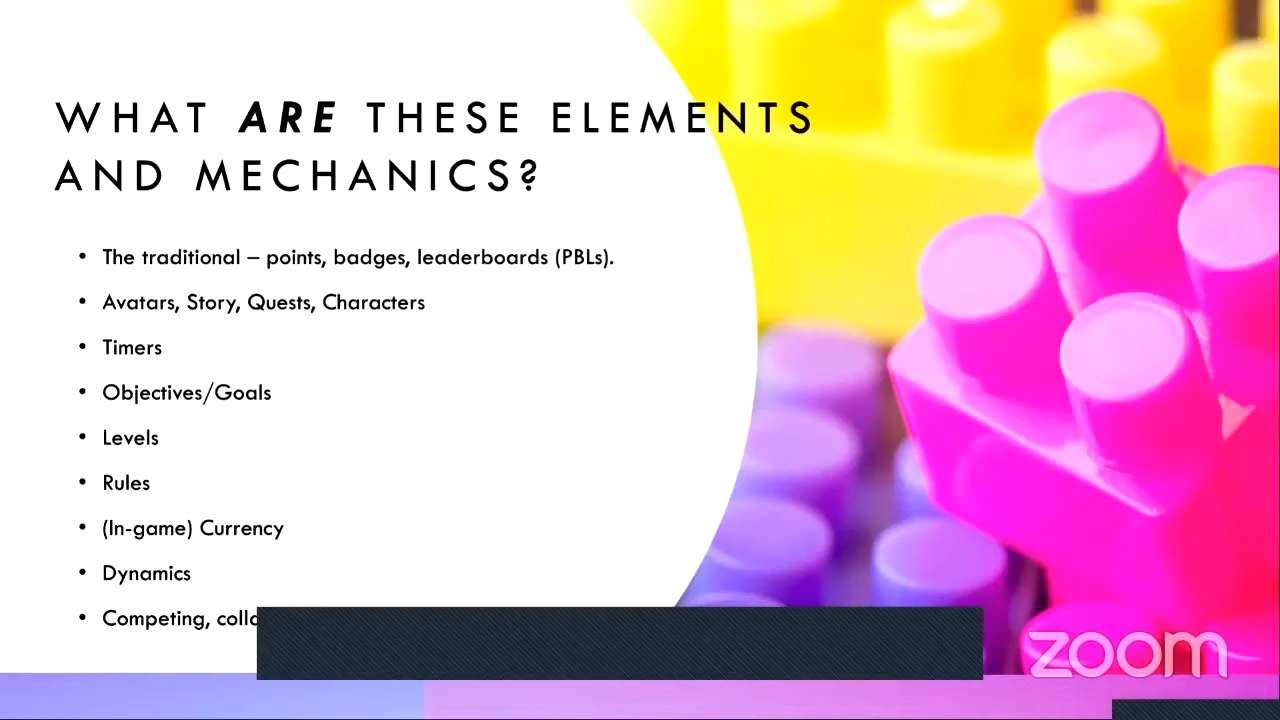 WHAT ARE THESE ELEMENTS
AND MECHANICS?
• The traditional – points, badges, leaderboards (PBLs).
• Avatars, Story, Quests, Characters
• Timers
• Objectives/Goals
• Levels
• Rules
• (In-game) Currency
• Dynamics
• Competing,
zoom